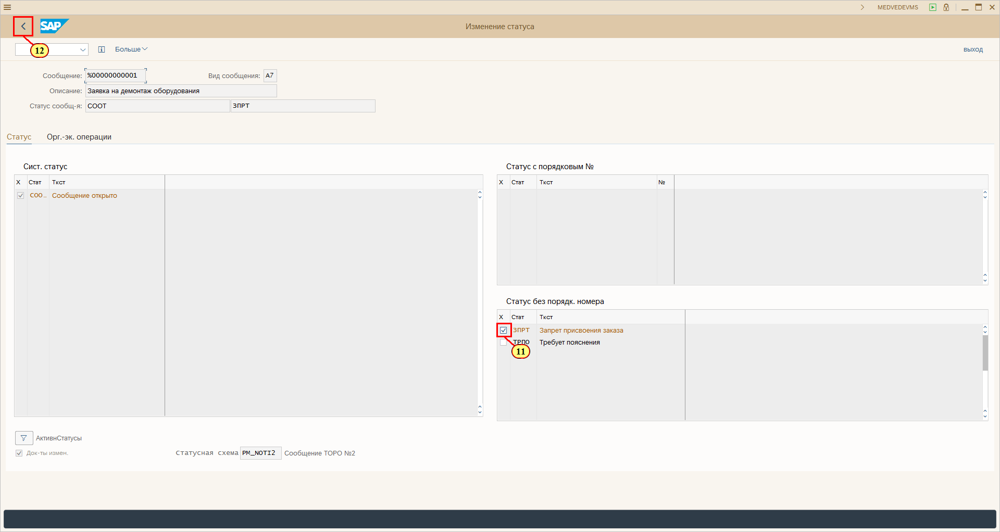 MEDVEDEVMS
SAP
Изменение статуса
12
Больше
выход
Сообщение: %00000000001 Вид сообщения: A7
Описание: Заявка на демонтаж оборудования
Статус сообщ-я: СООТ ЗПРТ
Статус Орг.-эк. операции
Сист. статус
X Стат Ткст
СОО... Сообщение открыто
Статус с порядковым №
X Стат Ткст №
Статус без порядк. номера
X Стат Ткст
ЗПРТ Запрет присвоения заказа
ТРПО Требует пояснения
11
АктивнСтатусы
Док-ты измен.
Статусная схема PM_NOTI2 Сообщение ТОРО №2